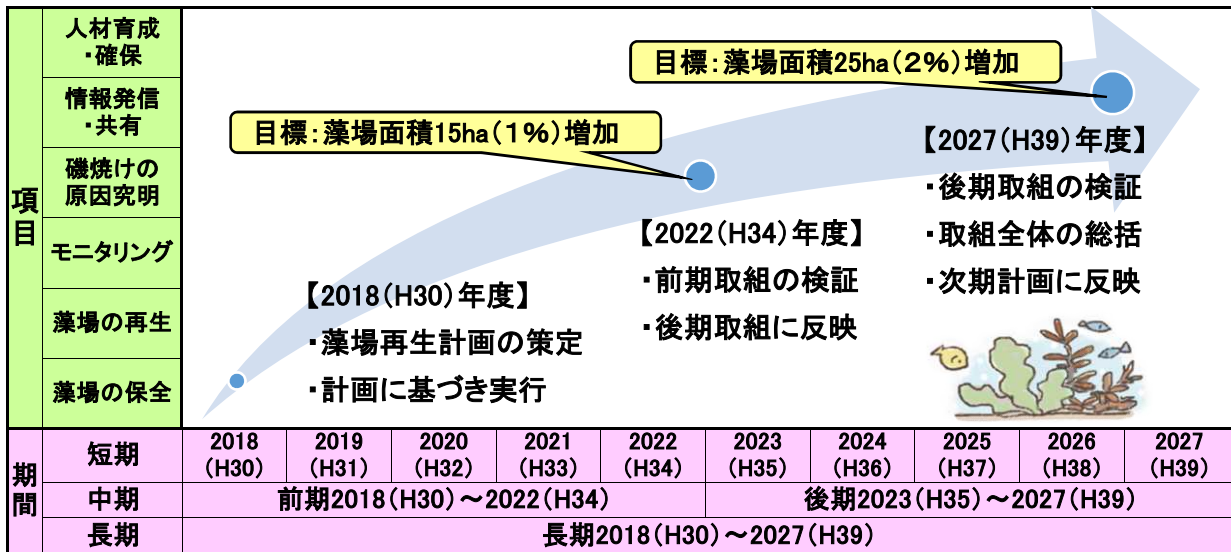 項目
人材育成
・確保
情報発信
・共有
磯焼けの
原因究明
モニタリング
藻場の再生
藻場の保全
目標：藻場面積25ha（２％）増加
目標：藻場面積15ha（１％）増加
【2018（H30）年度】
・藻場再生計画の策定
・計画に基づき実行
【2022（H34）年度】
・前期取組の検証
・後期取組に反映
【2027（H39）年度】
・後期取組の検証
・取組全体の総括
・次期計画に反映
期間
短期
2018
（H30）
2019
（H31）
2020
（H32）
2021
（H33）
2022
（H34）
2023
（H35）
2024
（H36）
2025
（H37）
2026
（H38）
2027
（H39）
中期
前期2018（H30）～2022（H34）
後期2023（H35）～2027（H39）
長期
長期2018（H30）～2027（H39）